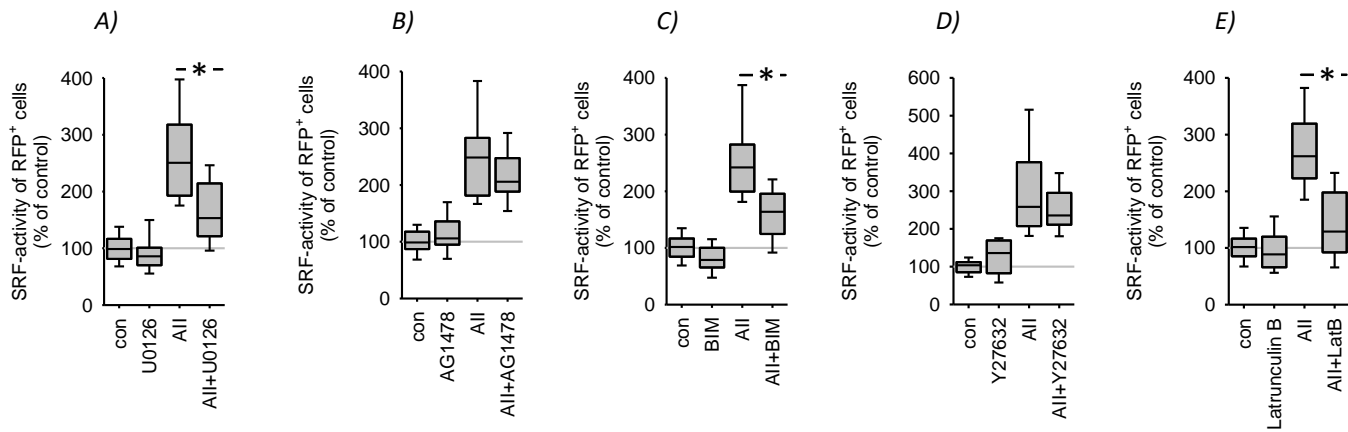 A)
SRF-activity of RFP⁺ cells
(% of control)
400
300
200
100
0
– * –
con
U0126
AII
AII+U0126
B)
SRF-activity of RFP⁺ cells
(% of control)
400
300
200
100
0
con
AG1478
AII
AII+AG1478
C)
SRF-activity of RFP⁺ cells
(% of control)
400
300
200
100
0
– * –
con
BIM
AII
AII+BIM
D)
SRF-activity of RFP⁺ cells
(% of control)
600
500
400
300
200
100
0
con
Y27632
AII
AII+Y27632
E)
SRF-activity of RFP⁺ cells
(% of control)
400
300
200
100
0
– * –
con
Latrunculin B
AII
AII+LatB